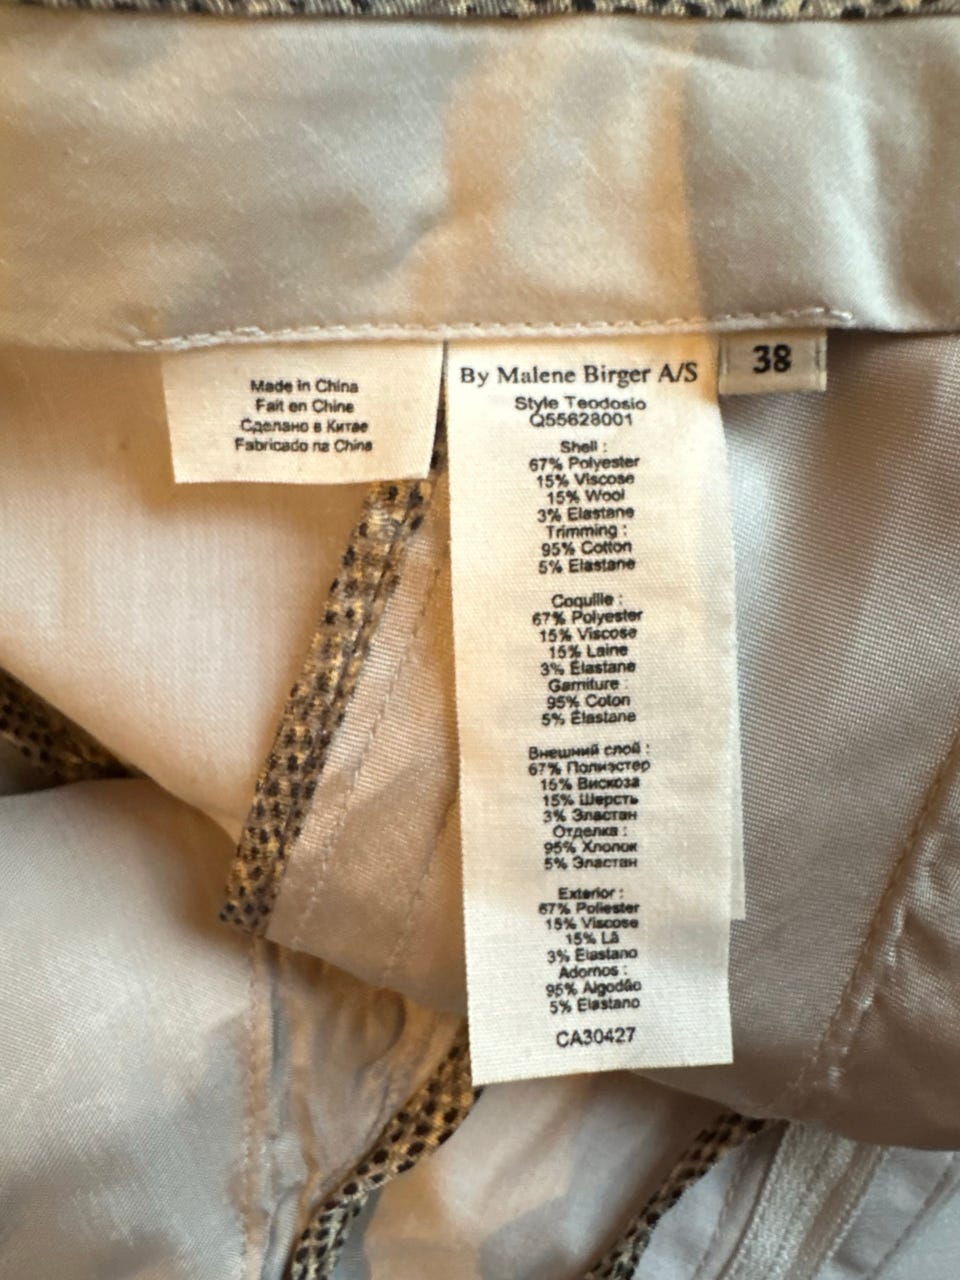 Made in China
Fait en Chine
Сделано в Китае
Fabricado na China
By Malene Birger A/S
Style Teodosio
Q55628001
Shell :
67% Polyester
15% Viscose
15% Wool
3% Elastane
Trimming :
95% Cotton
5% Elastane
Coquille :
67% Polyester
15% Viscose
15% Laine
3% Élastane
Garniture :
95% Coton
5% Élastane
Внешний слой :
67% Полиэстер
15% Вискоза
15% Шерсть
3% Эластан
Отделка :
95% Хлопок
5% Эластан
Exterior :
67% Poliester
15% Viscose
15% Lã
3% Elastano
Adornos :
95% Algodão
5% Elastano
CA30427
38